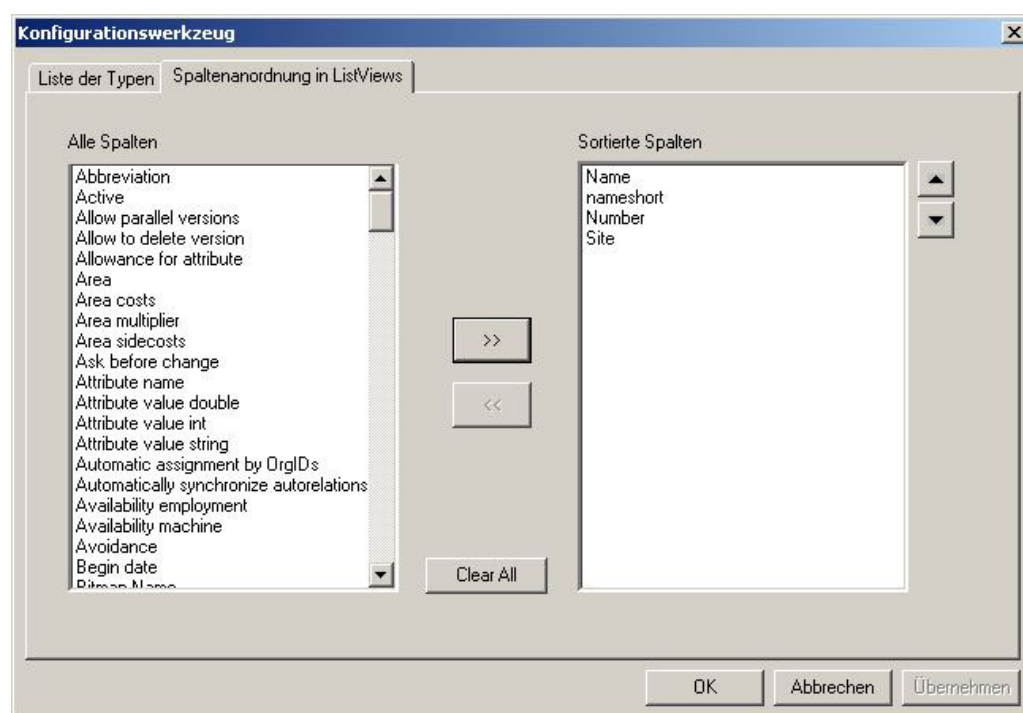 Konfigurationswerkzeug
Liste der Typen
Spaltenanordnung in ListViews
Alle Spalten
Abbreviation
Active
Allow parallel versions
Allow to delete version
Allowance for attribute
Area
Area costs
Area multiplier
Area sidecosts
Ask before change
Attribute name
Attribute value double
Attribute value int
Attribute value string
Automatic assignment by OrgIDs
Automatically synchronize autorelations
Availability employment
Availability machine
Avoidance
Begin date
Bitmap Name
>>
<<
Clear All
Sortierte Spalten
Name
nameshort
Number
Site
OK
Abbrechen
Übernehmen